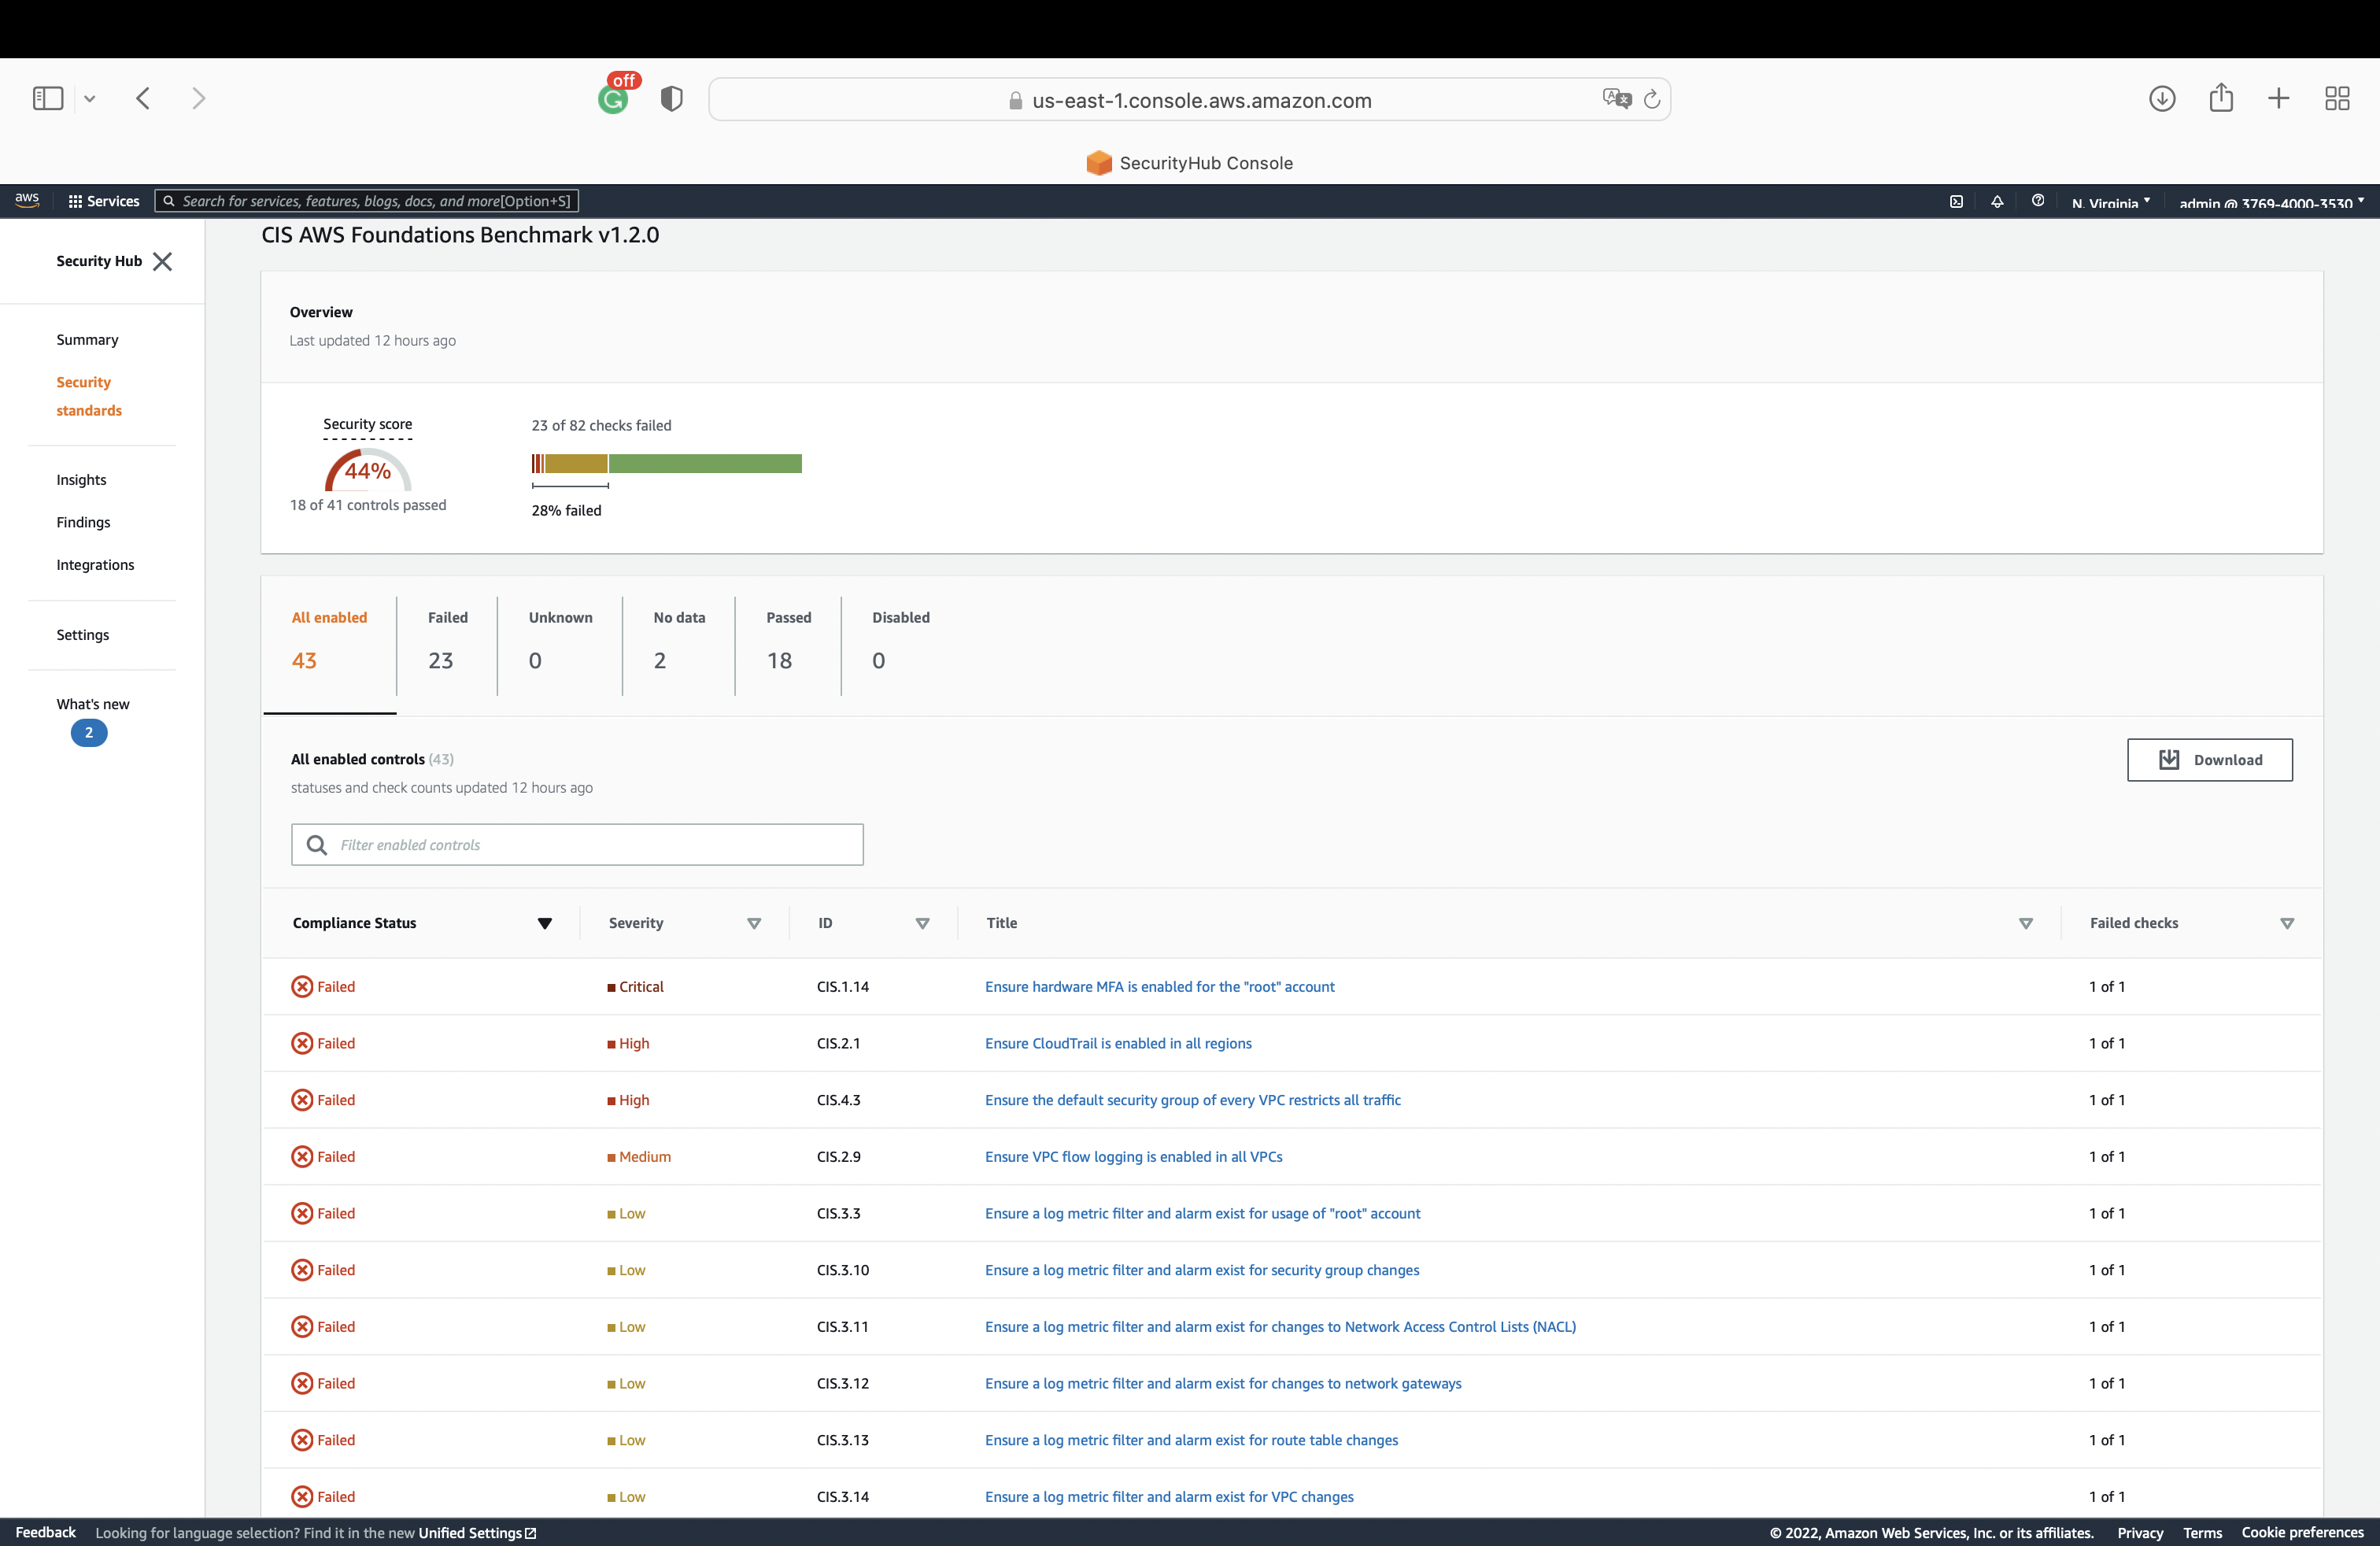 off
us-east-1.console.aws.amazon.com
SecurityHub Console
aws
Services
Search for services, features, blogs, docs, and more
[Option+S]
N. Virginia
admin @ 3769-4000-3530
Security Hub
Summary
Security
standards
Insights
Findings
Integrations
Settings
What's new
2
CIS AWS Foundations Benchmark v1.2.0
Overview
Last updated 12 hours ago
Security score
44%
18 of 41 controls passed
23 of 82 checks failed
28% failed
All enabled
43
Failed
23
Unknown
0
No data
2
Passed
18
Disabled
0
All enabled controls (43)
statuses and check counts updated 12 hours ago
Download
Filter enabled controls
Compliance Status Severity ID Title Failed checks
Failed Critical CIS.1.14 Ensure hardware MFA is enabled for the "root" account 1 of 1
Failed High CIS.2.1 Ensure CloudTrail is enabled in all regions 1 of 1
Failed High CIS.4.3 Ensure the default security group of every VPC restricts all traffic 1 of 1
Failed Medium CIS.2.9 Ensure VPC flow logging is enabled in all VPCs 1 of 1
Failed Low CIS.3.3 Ensure a log metric filter and alarm exist for usage of "root" account 1 of 1
Failed Low CIS.3.10 Ensure a log metric filter and alarm exist for security group changes 1 of 1
Failed Low CIS.3.11 Ensure a log metric filter and alarm exist for changes to Network Access Control Lists (NACL) 1 of 1
Failed Low CIS.3.12 Ensure a log metric filter and alarm exist for changes to network gateways 1 of 1
Failed Low CIS.3.13 Ensure a log metric filter and alarm exist for route table changes 1 of 1
Failed Low CIS.3.14 Ensure a log metric filter and alarm exist for VPC changes 1 of 1
Feedback Looking for language selection? Find it in the new Unified Settings © 2022, Amazon Web Services, Inc. or its affiliates. Privacy Terms Cookie preferences